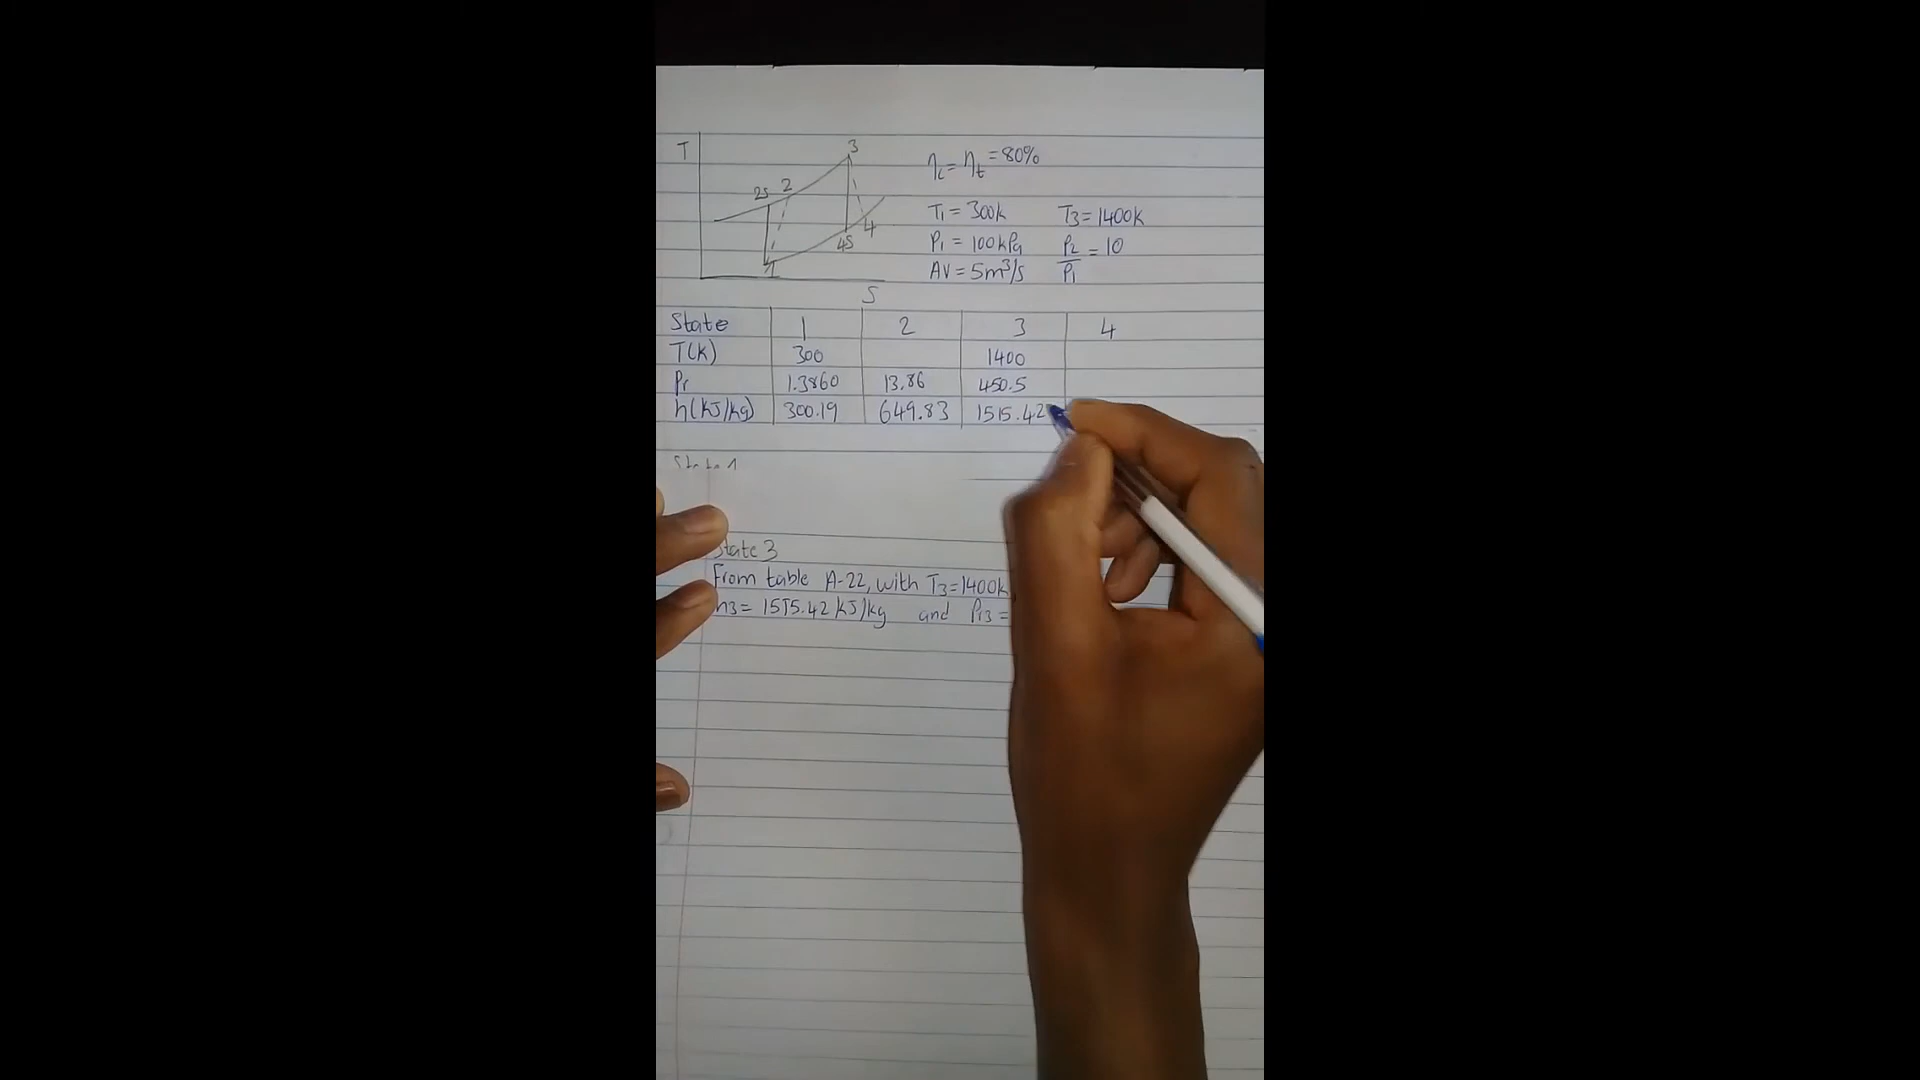 T
3
2s 2
4s 4
1
S
ηc = ηt = 80%
T1 = 300k T3 = 1400k
P1 = 100kPa P2/P1 = 10
AV = 5m³/s
State 1 2 3 4
T(k) 300 1400
Pr 1.3860 13.86 450.5
h(kJ/kg) 300.19 649.83 1515.42
State 3
From table A-22, with T3=1400k
h3 = 1515.42 kJ/kg and Pr3 =